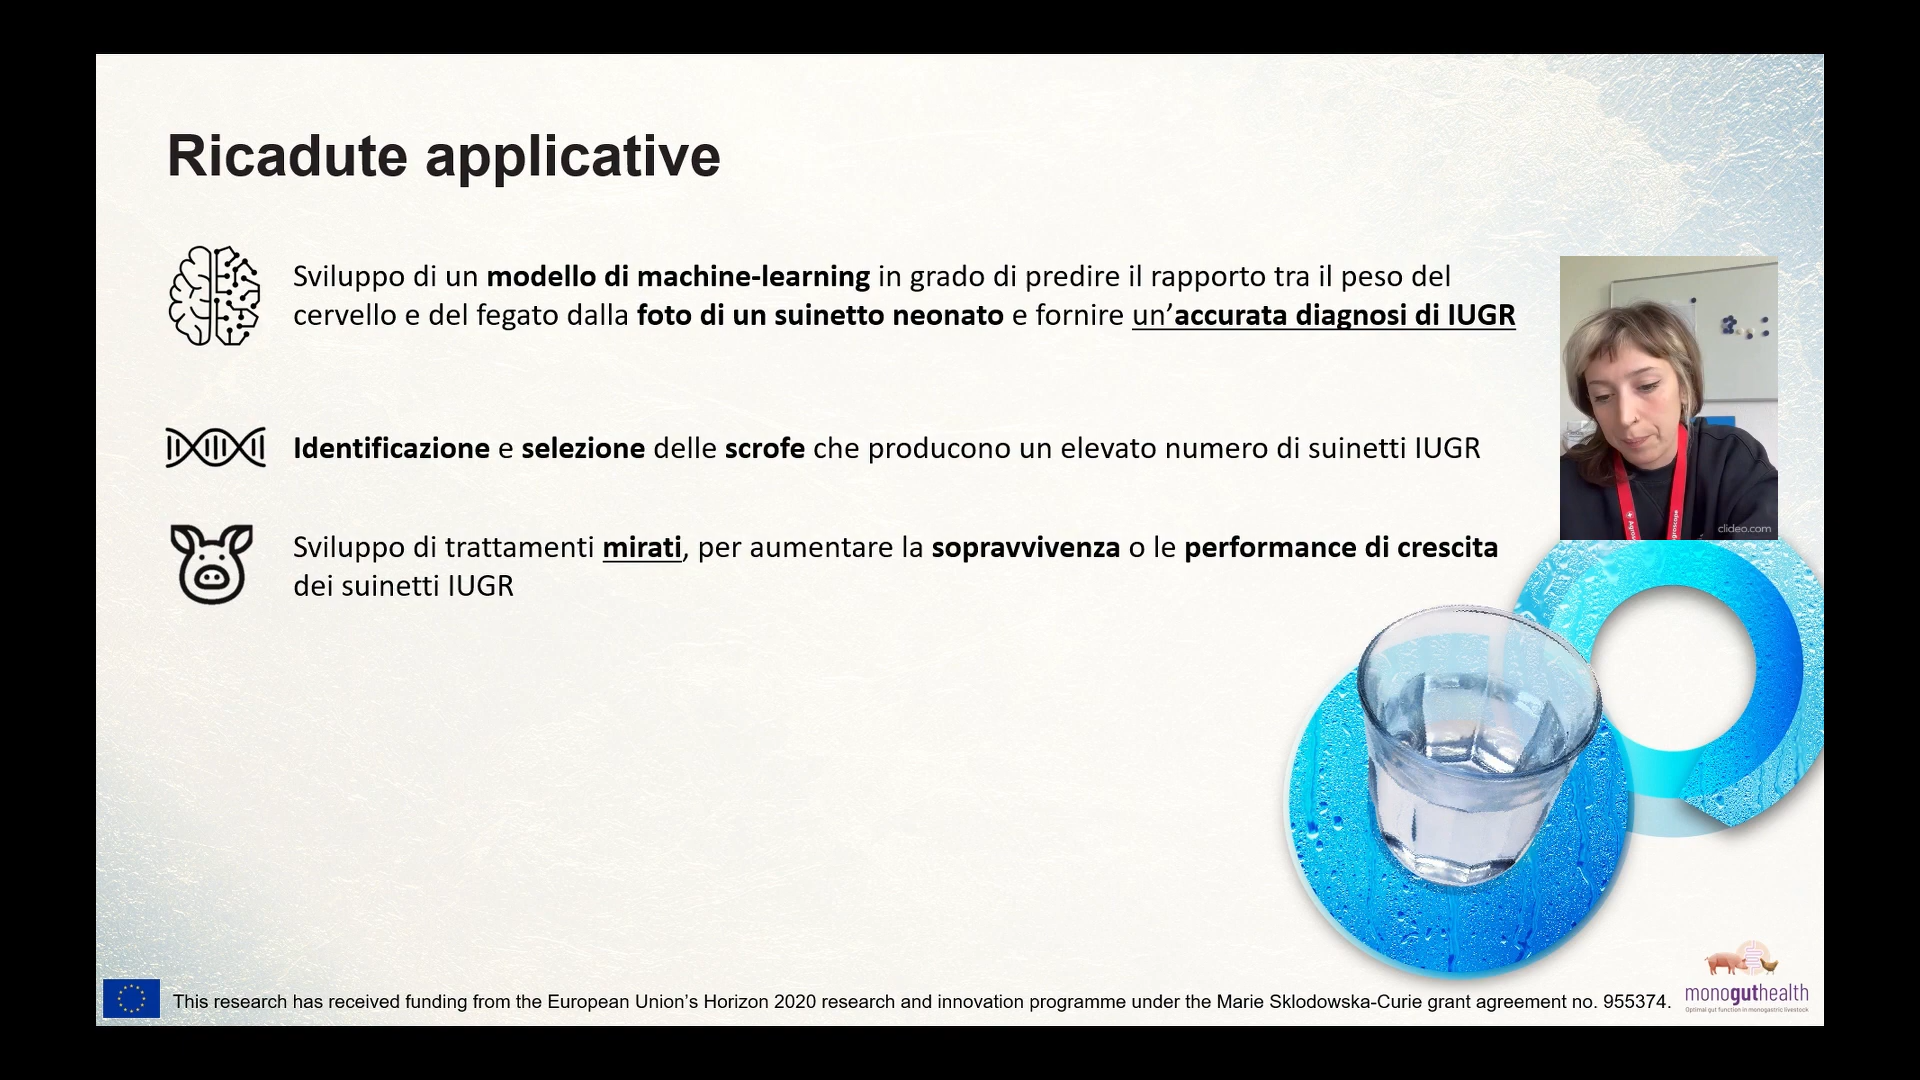 Ricadute applicative
Sviluppo di un modello di machine-learning in grado di predire il rapporto tra il peso del
cervello e del fegato dalla foto di un suinetto neonato e fornire un’accurata diagnosi di IUGR
Identificazione e selezione delle scrofe che producono un elevato numero di suinetti IUGR
Sviluppo di trattamenti mirati, per aumentare la sopravvivenza o le performance di crescita
dei suinetti IUGR
clideo.com
This research has received funding from the European Union’s Horizon 2020 research and innovation programme under the Marie Sklodowska-Curie grant agreement no. 955374.
monoguthealth
Optimal gut function in monogastric livestock